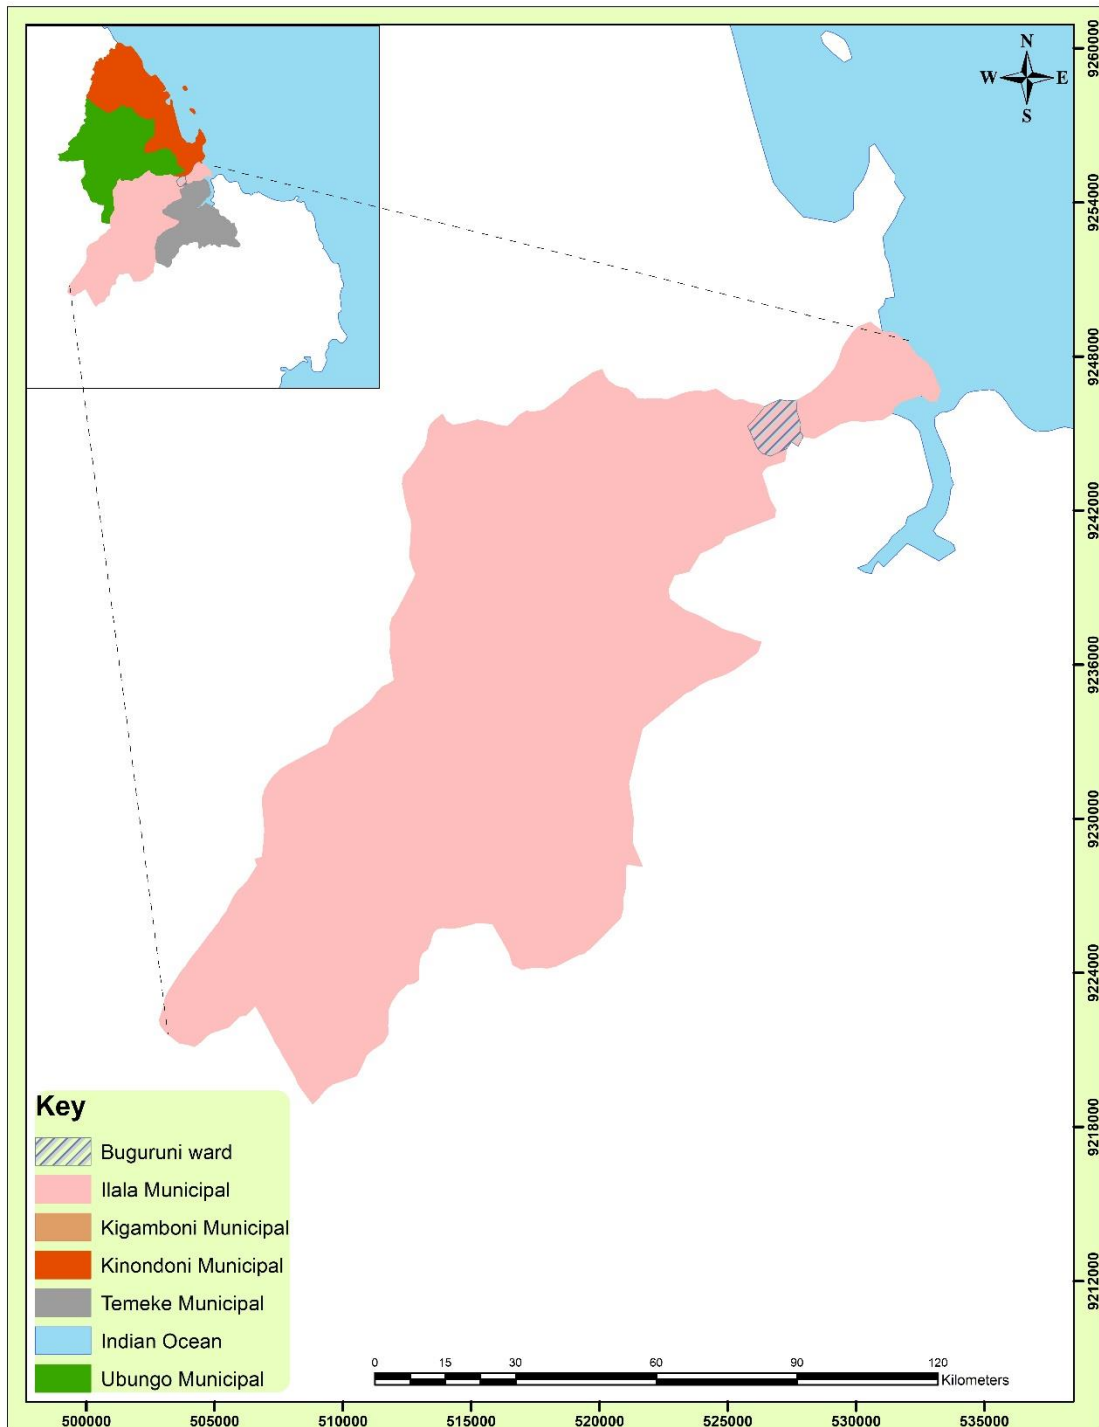 N
W E
S
9260000
9254000
9248000
9242000
9236000
9230000
9224000
9218000
9212000
Key
Buguruni ward
Ilala Municipal
Kigamboni Municipal
Kinondoni Municipal
Temeke Municipal
Indian Ocean
Ubungo Municipal
0 15 30 60 90 120
Kilometers
500000 505000 510000 515000 520000 525000 530000 535000